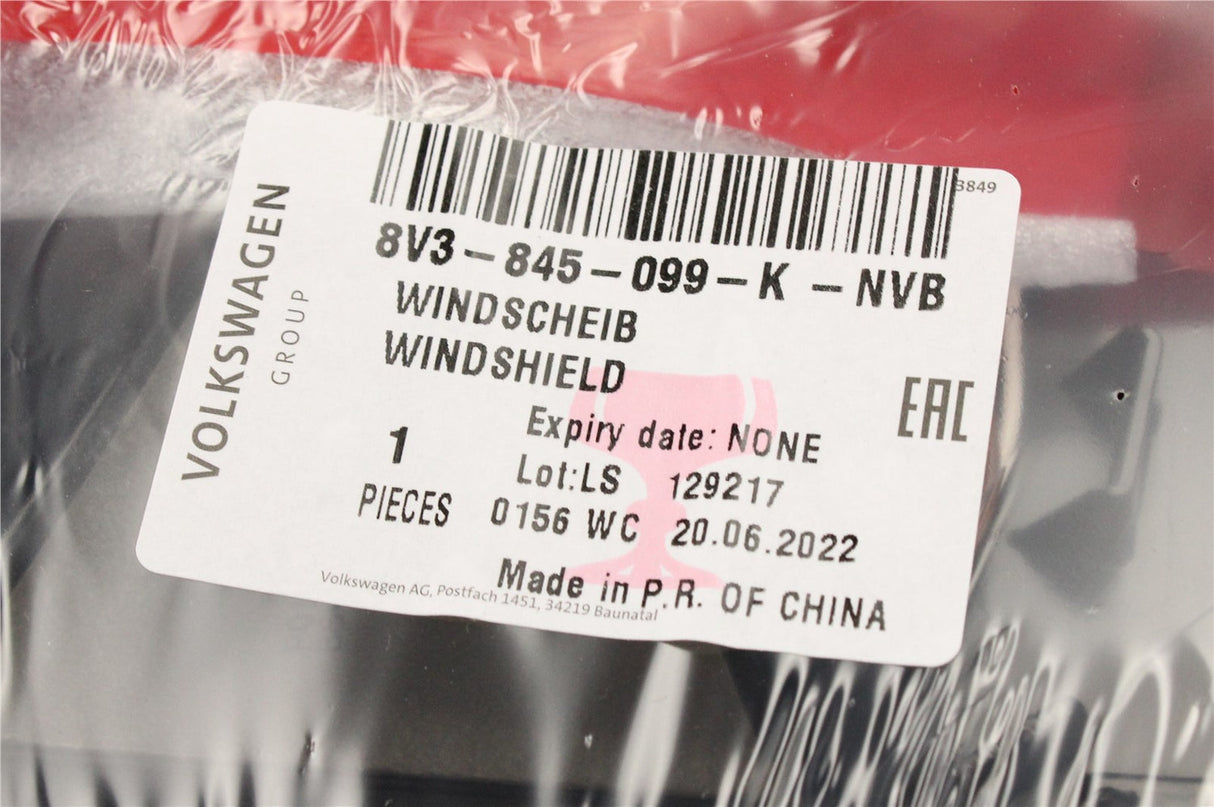 3849
8V3-845-099-K -NVB
WINDSCHEIB
WINDSHIELD
VOLKSWAGEN
GROUP
EAC
Expiry date: NONE
1
Lot:LS 129217
PIECES
0156 WC 20.06.2022
Made in P.R. OF CHINA
Volkswagen AG, Postfach 1451, 34219 Baunatal